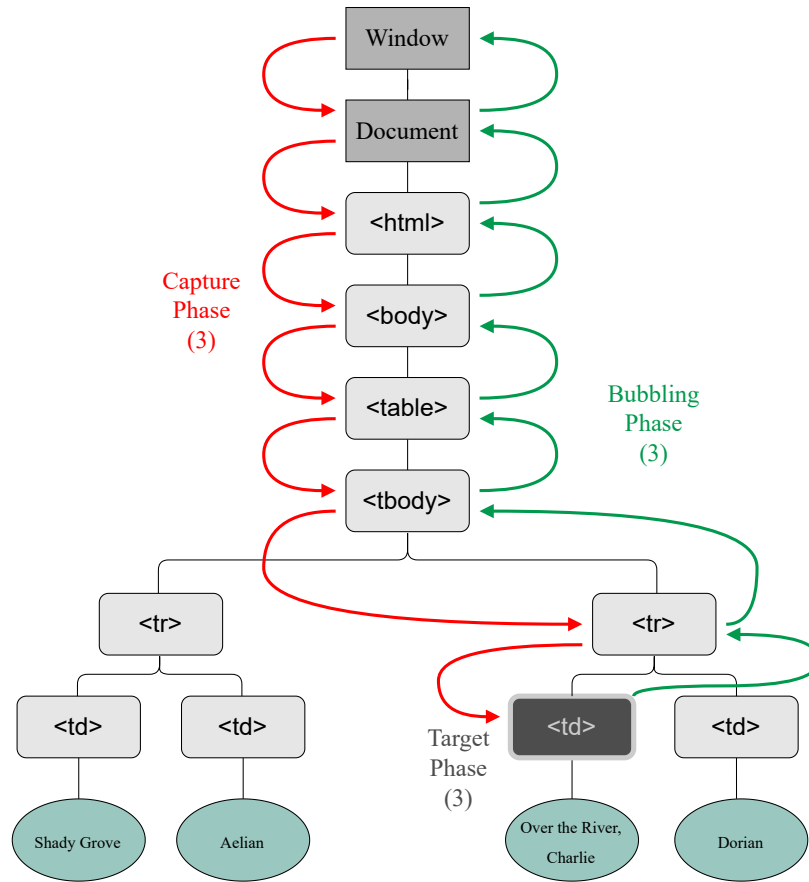 Window
Document
<html>
Capture
Phase
(3)
<body>
<table>
Bubbling
Phase
(3)
<tbody>
<tr>
<tr>
<td>
<td>
<td>
<td>
Target
Phase
(3)
Shady Grove
Aelian
Over the River,
Charlie
Dorian